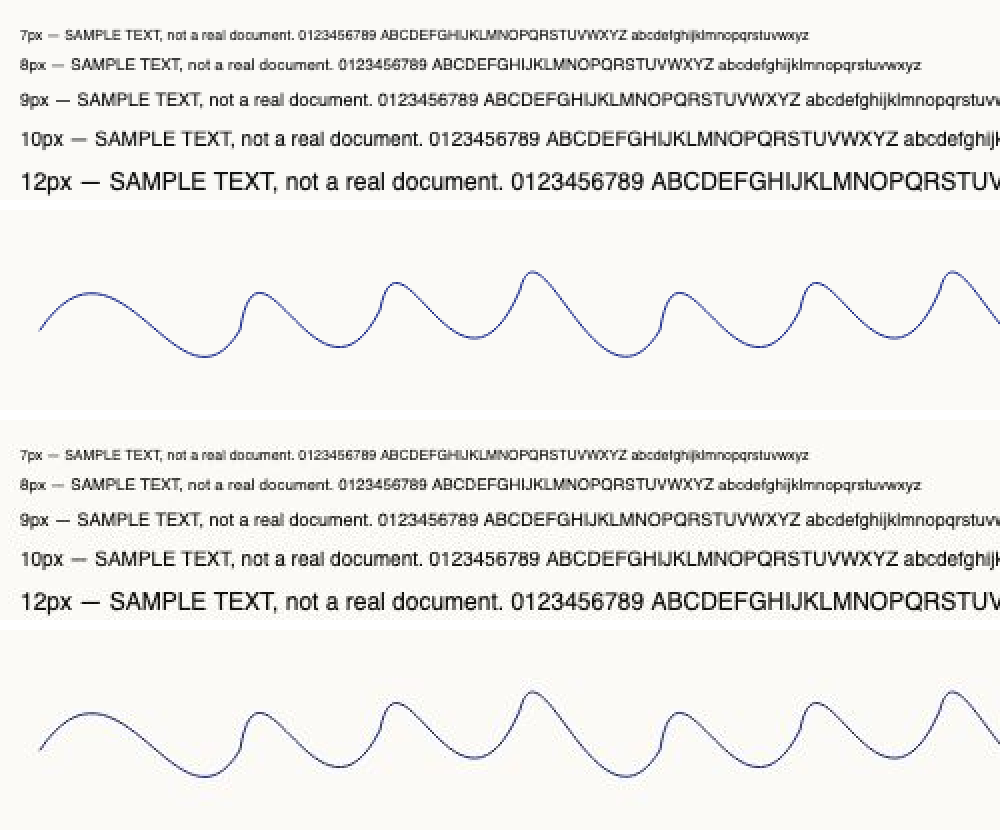 7px — SAMPLE TEXT, not a real document. 0123456789 ABCDEFGHIJKLMNOPQRSTUVWXYZ abcdefghijklmnopqrstuvwxyz
8px — SAMPLE TEXT, not a real document. 0123456789 ABCDEFGHIJKLMNOPQRSTUVWXYZ abcdefghijklmnopqrstuvwxyz
9px — SAMPLE TEXT, not a real document. 0123456789 ABCDEFGHIJKLMNOPQRSTUVWXYZ abcdefghijklmnopqrstuv
10px — SAMPLE TEXT, not a real document. 0123456789 ABCDEFGHIJKLMNOPQRSTUVWXYZ abcdefghij
12px — SAMPLE TEXT, not a real document. 0123456789 ABCDEFGHIJKLMNOPQRSTUV
7px — SAMPLE TEXT, not a real document. 0123456789 ABCDEFGHIJKLMNOPQRSTUVWXYZ abcdefghijklmnopqrstuvwxyz
8px — SAMPLE TEXT, not a real document. 0123456789 ABCDEFGHIJKLMNOPQRSTUVWXYZ abcdefghijklmnopqrstuvwxyz
9px — SAMPLE TEXT, not a real document. 0123456789 ABCDEFGHIJKLMNOPQRSTUVWXYZ abcdefghijklmnopqrstuv
10px — SAMPLE TEXT, not a real document. 0123456789 ABCDEFGHIJKLMNOPQRSTUVWXYZ abcdefghij
12px — SAMPLE TEXT, not a real document. 0123456789 ABCDEFGHIJKLMNOPQRSTUV